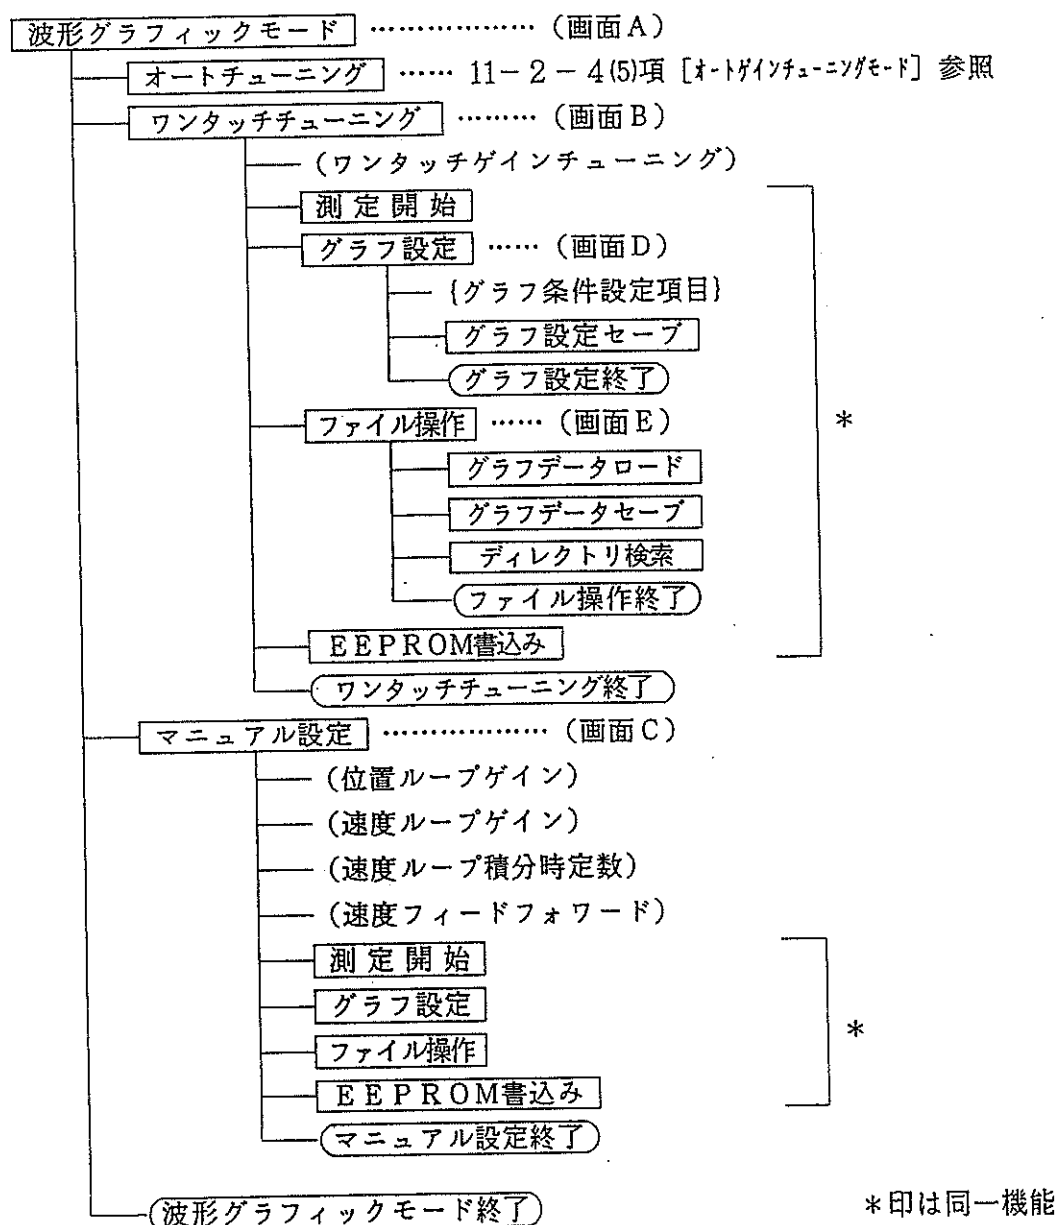 波形グラフィックモード ‥‥‥‥‥‥‥ (画面A)
オートチューニング ‥‥‥ 11－2－4(5)項 [オートゲインチューニングモード] 参照
ワンタッチチューニング ‥‥‥‥ (画面B)
(ワンタッチゲインチューニング)
測定開始
グラフ設定 ‥‥‥ (画面D)
{グラフ条件設定項目}
グラフ設定セーブ
グラフ設定終了
ファイル操作 ‥‥‥ (画面E)
*
グラフデータロード
グラフデータセーブ
ディレクトリ検索
ファイル操作終了
EEPROM書込み
ワンタッチチューニング終了
マニュアル設定 ‥‥‥‥‥‥‥ (画面C)
(位置ループゲイン)
(速度ループゲイン)
(速度ループ積分時定数)
(速度フィードフォワード)
測定開始
グラフ設定
*
ファイル操作
EEPROM書込み
マニュアル設定終了
波形グラフィックモード終了
*印は同一機能